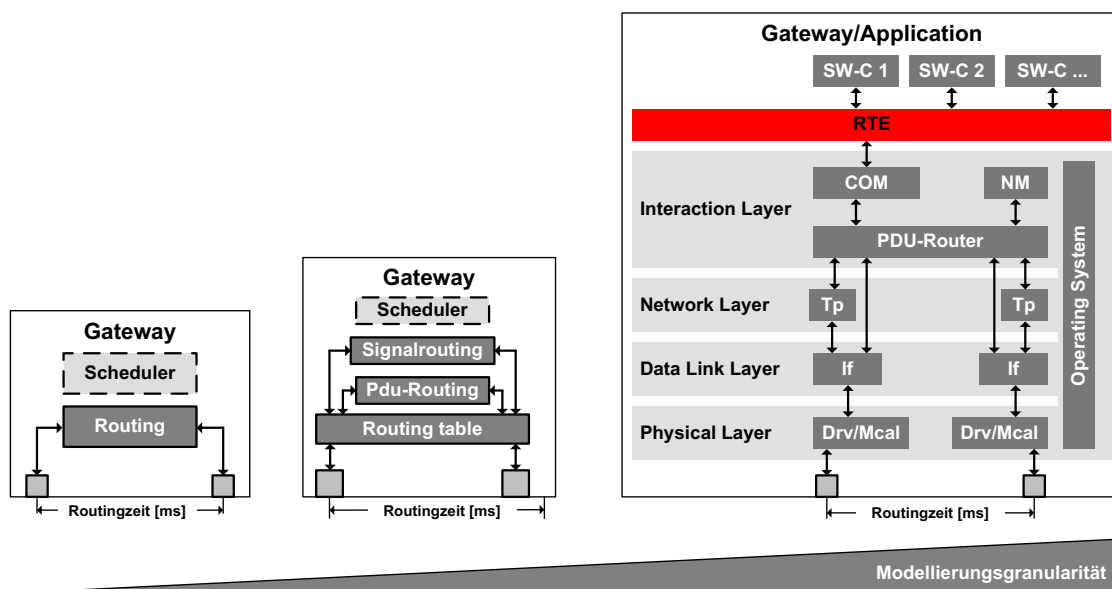 Gateway
Scheduler
Routing
Routingzeit [ms]
Gateway
Scheduler
Signalrouting
Pdu-Routing
Routing table
Routingzeit [ms]
Gateway/Application
SW-C 1 SW-C 2 SW-C ...
RTE
Interaction Layer
COM NM
PDU-Router
Network Layer
Tp Tp
Data Link Layer
If If
Physical Layer
Drv/Mcal Drv/Mcal
Operating System
Routingzeit [ms]
Modellierungsgranularität